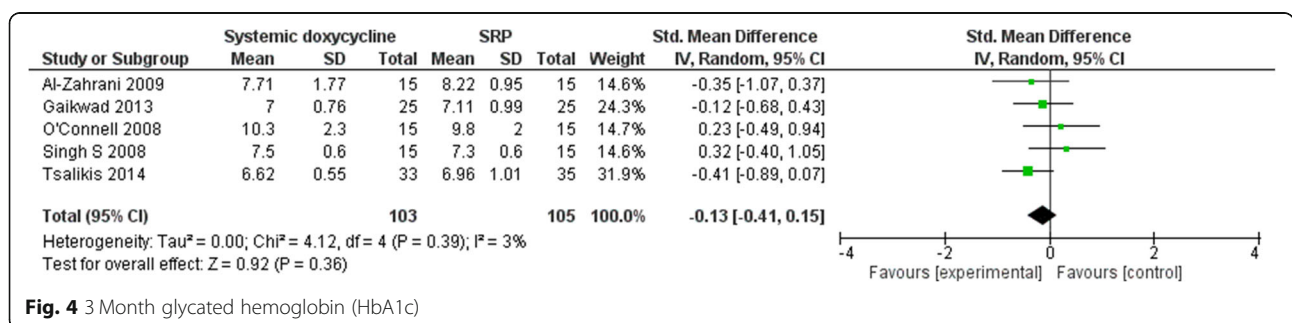 Systemic doxycycline SRP Std. Mean Difference Std. Mean Difference
Study or Subgroup Mean SD Total Mean SD Total Weight IV, Random, 95% CI IV, Random, 95% CI
Al-Zahrani 2009 7.71 1.77 15 8.22 0.95 15 14.6% -0.35 [-1.07, 0.37]
Gaikwad 2013 7 0.76 25 7.11 0.99 25 24.3% -0.12 [-0.68, 0.43]
O'Connell 2008 10.3 2.3 15 9.8 2 15 14.7% 0.23 [-0.49, 0.94]
Singh S 2008 7.5 0.6 15 7.3 0.6 15 14.6% 0.32 [-0.40, 1.05]
Tsalikis 2014 6.62 0.55 33 6.96 1.01 35 31.9% -0.41 [-0.89, 0.07]
Total (95% CI) 103 105 100.0% -0.13 [-0.41, 0.15]
Heterogeneity: Tau² = 0.00; Chi² = 4.12, df = 4 (P = 0.39); I² = 3%
Test for overall effect: Z = 0.92 (P = 0.36)
-4 -2 0 2 4
Favours [experimental] Favours [control]
Fig. 4 3 Month glycated hemoglobin (HbA1c)